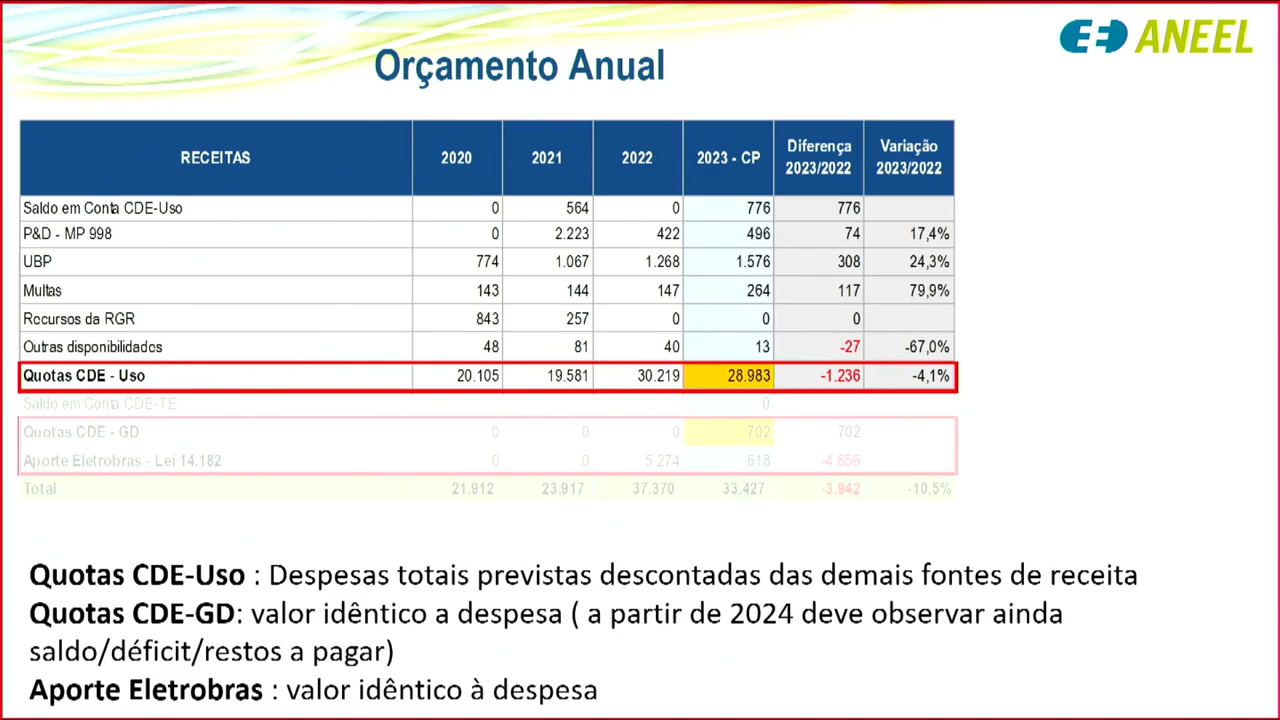 Orçamento Anual
ANEEL
RECEITAS 2020 2021 2022 2023 - CP Diferença 2023/2022 Variação 2023/2022
Saldo em Conta CDE-Uso 0 564 0 776 776
P&D - MP 998 0 2.223 422 496 74 17,4%
UBP 774 1.067 1.268 1.576 308 24,3%
Multas 143 144 147 264 117 79,9%
Recursos da RGR 843 257 0 0 0
Outras disponibilidades 48 81 40 13 -27 -67,0%
Quotas CDE - Uso 20.105 19.581 30.219 28.983 -1.236 -4,1%
Saldo em Conta CDE-TE 0
Quotas CDE - GD 0 0 0 702 702
Aporte Eletrobras - Lei 14.182 0 0 5.274 618 -4.656
Total 21.912 23.917 37.370 33.427 -3.942 -10,5%
Quotas CDE-Uso : Despesas totais previstas descontadas das demais fontes de receita
Quotas CDE-GD: valor idêntico a despesa ( a partir de 2024 deve observar ainda
saldo/déficit/restos a pagar)
Aporte Eletrobras : valor idêntico à despesa